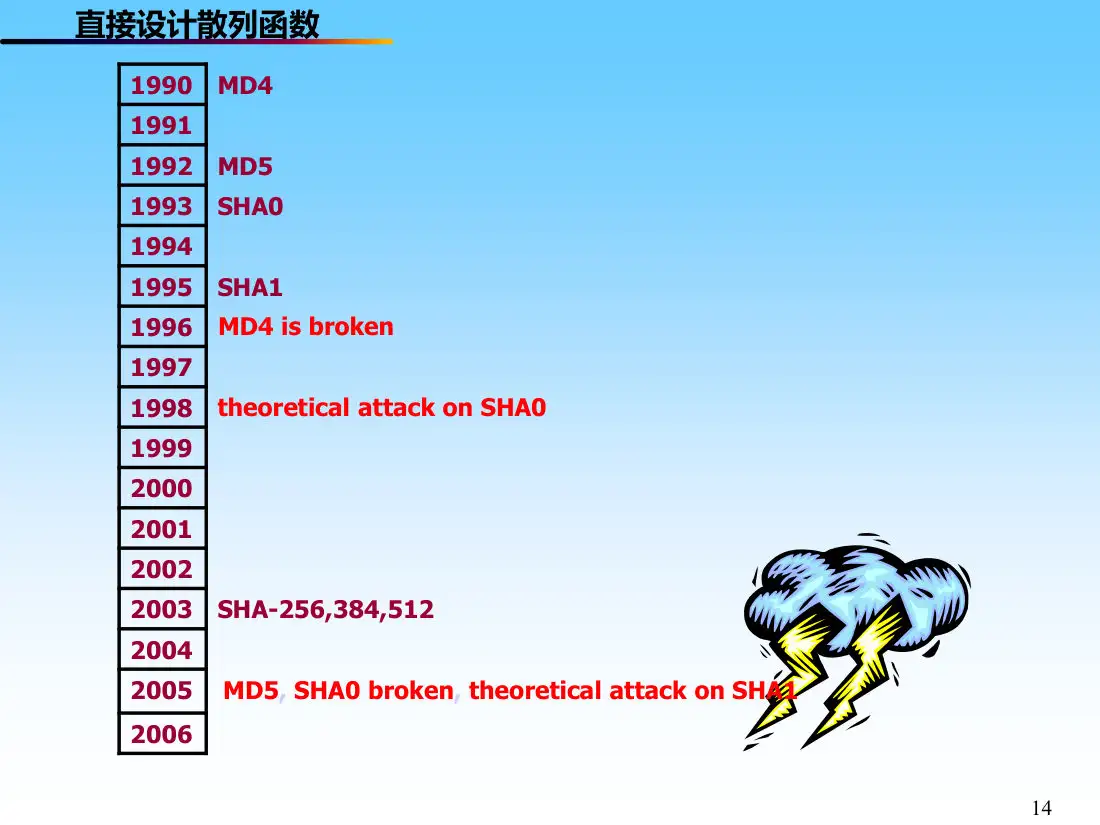 直接设计散列函数
1990 MD4
1991
1992 MD5
1993 SHA0
1994
1995 SHA1
1996 MD4 is broken
1997
1998 theoretical attack on SHA0
1999
2000
2001
2002
2003 SHA-256,384,512
2004
2005 MD5, SHA0 broken, theoretical attack on SHA1
2006
14